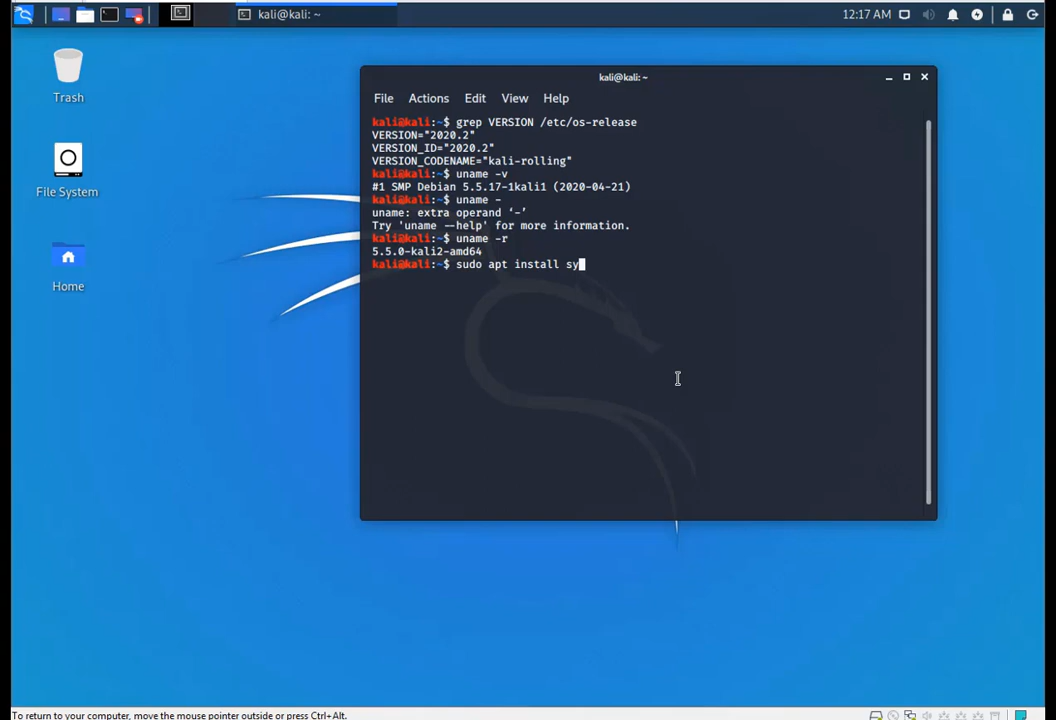 kali@kali: ~
12:17 AM
Trash
File System
Home
kali@kali:~
File Actions Edit View Help
kali@kali:~$ grep VERSION /etc/os-release
VERSION="2020.2"
VERSION_ID="2020.2"
VERSION_CODENAME="kali-rolling"
kali@kali:~$ uname -v
#1 SMP Debian 5.5.17-1kali1 (2020-04-21)
kali@kali:~$ uname -
uname: extra operand ‘-’
Try 'uname --help' for more information.
kali@kali:~$ uname -r
5.5.0-kali2-amd64
kali@kali:~$ sudo apt install sy
To return to your computer, move the mouse pointer outside or press Ctrl+Alt.